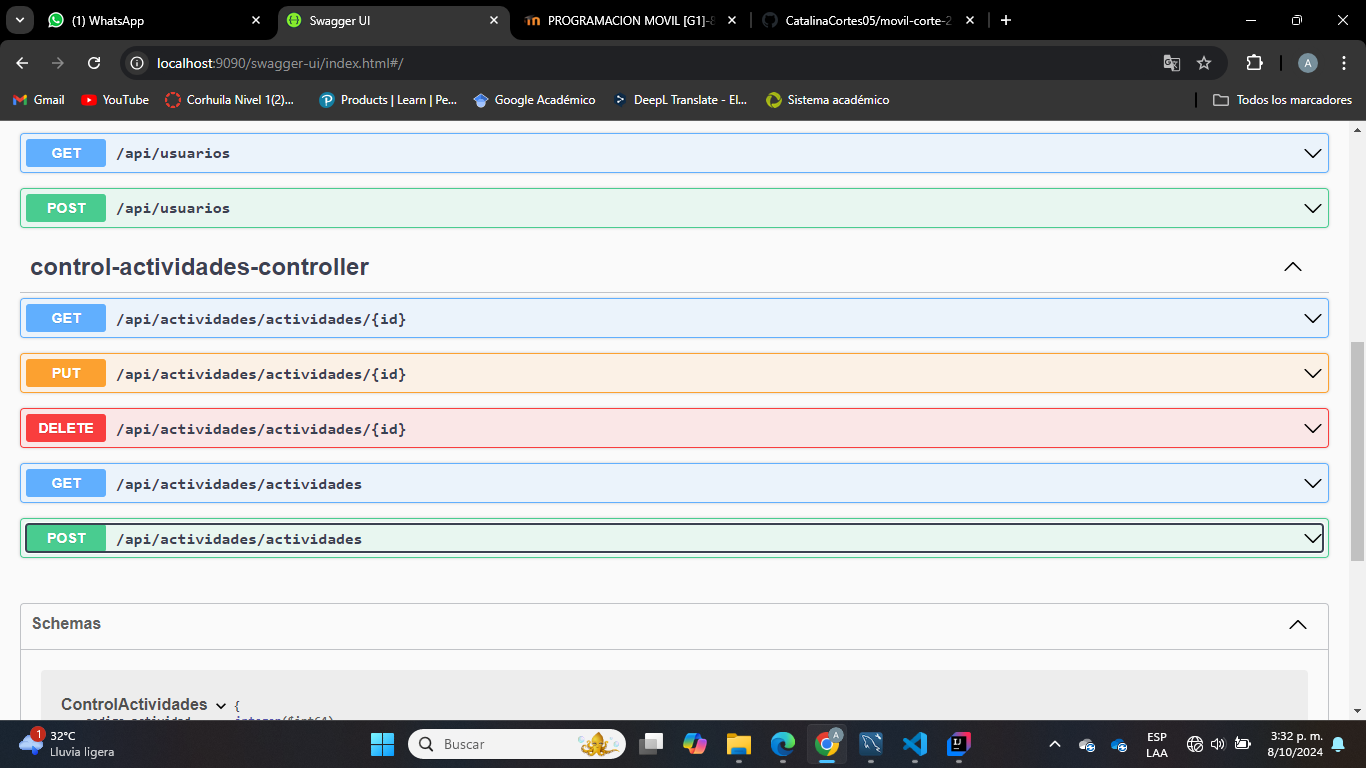 (1) WhatsApp
Swagger UI
PROGRAMACION MOVIL [G1]-8
CatalinaCortes05/movil-corte-2
localhost:9090/swagger-ui/index.html#/
A
Gmail
YouTube
Corhuila Nivel 1(2)...
Products | Learn | Pe...
Google Académico
DeepL Translate - El...
Sistema académico
Todos los marcadores
GET /api/usuarios
POST /api/usuarios
control-actividades-controller
GET /api/actividades/actividades/{id}
PUT /api/actividades/actividades/{id}
DELETE /api/actividades/actividades/{id}
GET /api/actividades/actividades
POST /api/actividades/actividades
Schemas
ControlActividades {
1
32°C
Lluvia ligera
Buscar
A
ESP
LAA
3:32 p. m.
8/10/2024